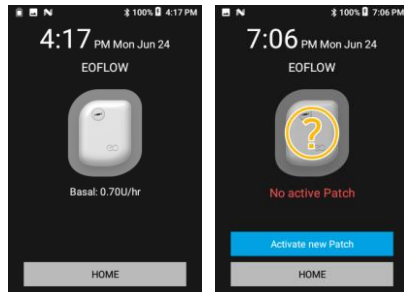 100% 4:17 PM
4:17 PM Mon Jun 24
EOFLOW
Basal: 0.70U/hr
HOME
100% 7:06 PM
7:06 PM Mon Jun 24
EOFLOW
?
No active Patch
Activate new Patch
HOME